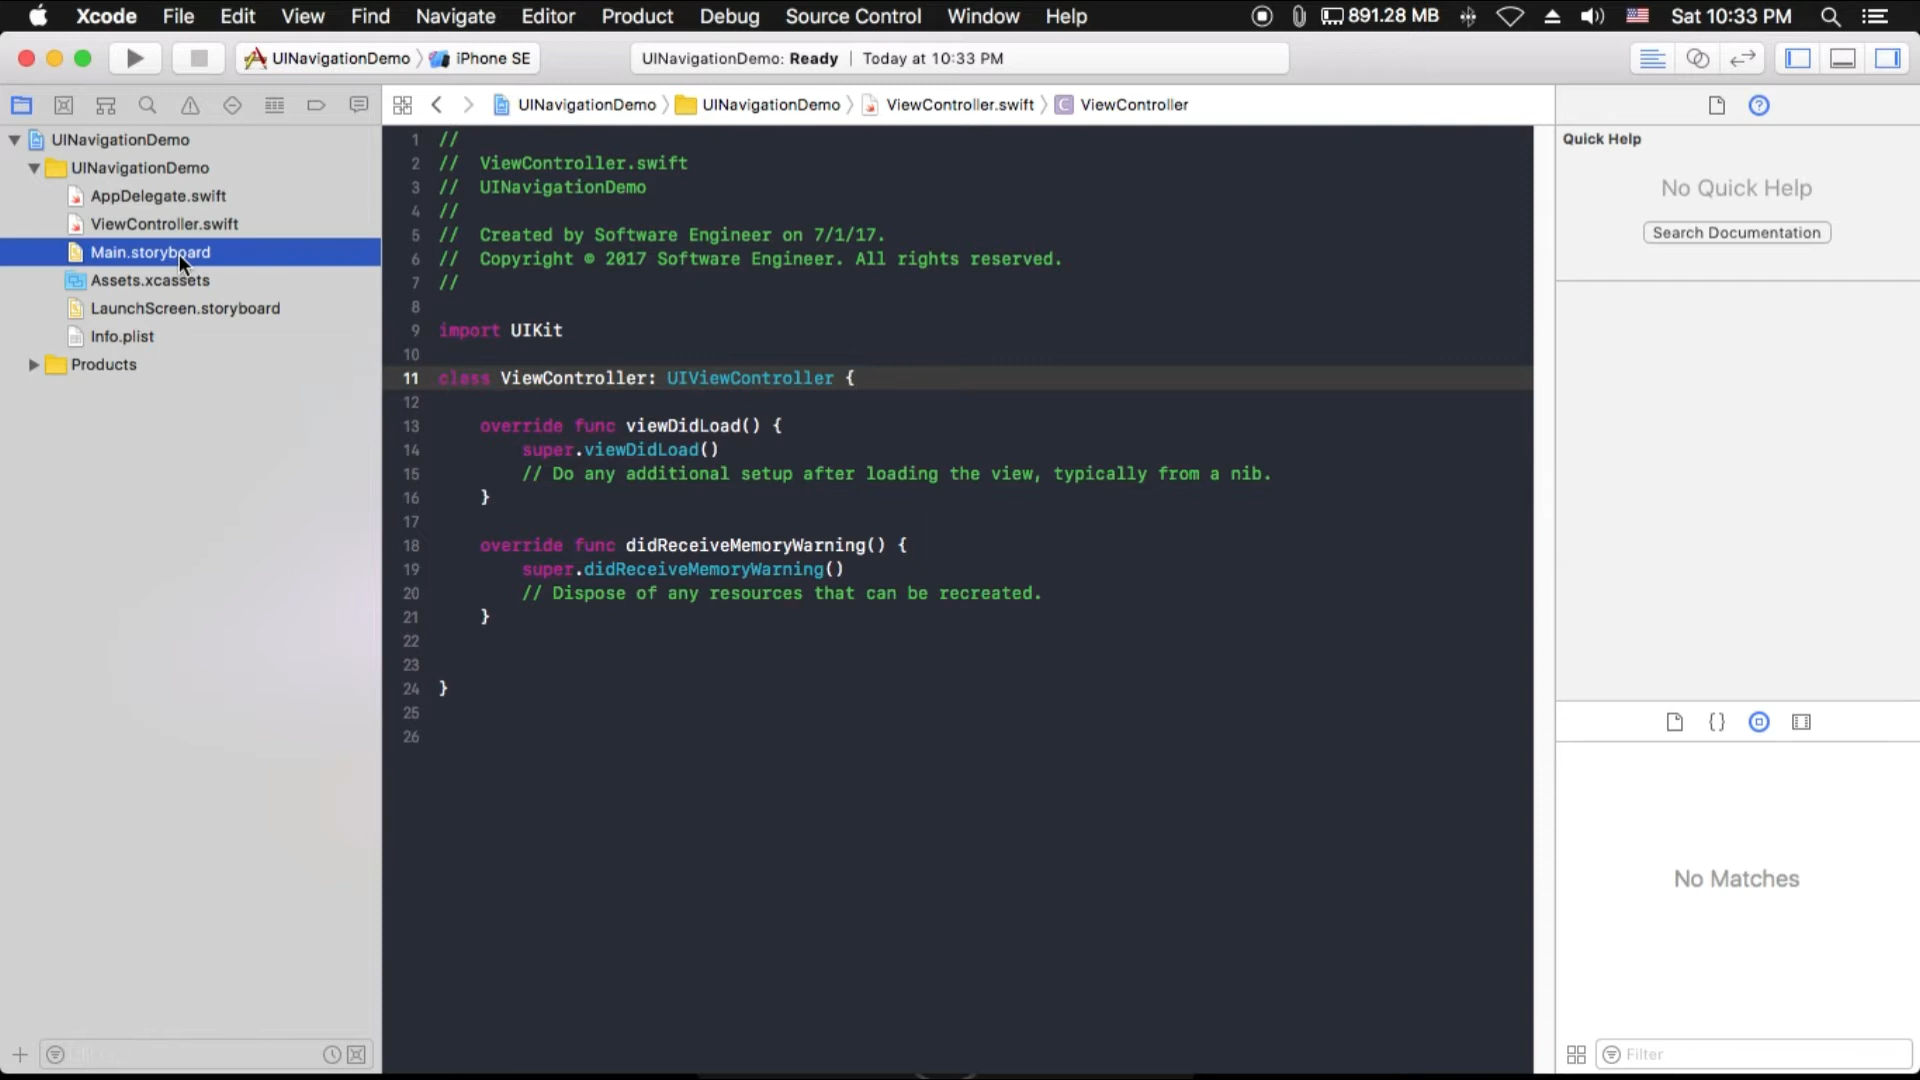 Xcode File Edit View Find Navigate Editor Product Debug Source Control Window Help 891.28 MB Sat 10:33 PM
UINavigationDemo iPhone SE UINavigationDemo: Ready | Today at 10:33 PM
UINavigationDemo UINavigationDemo ViewController.swift C ViewController
UINavigationDemo
UINavigationDemo
AppDelegate.swift
ViewController.swift
Main.storyboard
Assets.xcassets
LaunchScreen.storyboard
Info.plist
Products
1 //
2 // ViewController.swift
3 // UINavigationDemo
4 //
5 // Created by Software Engineer on 7/1/17.
6 // Copyright © 2017 Software Engineer. All rights reserved.
7 //
8
9 import UIKit
10
11 class ViewController: UIViewController {
12
13 override func viewDidLoad() {
14 super.viewDidLoad()
15 // Do any additional setup after loading the view, typically from a nib.
16 }
17
18 override func didReceiveMemoryWarning() {
19 super.didReceiveMemoryWarning()
20 // Dispose of any resources that can be recreated.
21 }
22
23
24 }
25
26
Quick Help
No Quick Help
Search Documentation
{}
No Matches
Filter